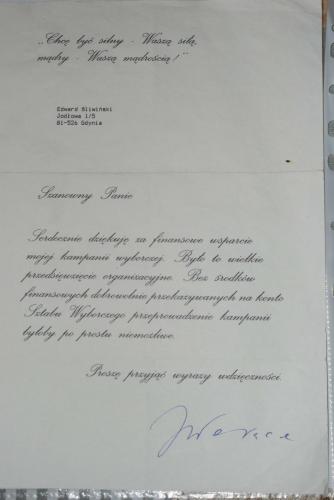 „Chcę być silny - Waszą siłą,
mądry - Waszą mądrością!"
Edward Śliwiński
Jodłowa 1/5
81-526 Gdynia
Szanowny Panie
Serdecznie dziękuję za finansowe wsparcie
mojej kampanii wyborczej. Było to wielkie
przedsięwzięcie organizacyjne. Bez środków
finansowych dobrowolnie przekazywanych na konto
Sztabu Wyborczego przeprowadzenie kampanii
byłoby po prostu niemożliwe.
Proszę przyjąć wyrazy wdzięczności.